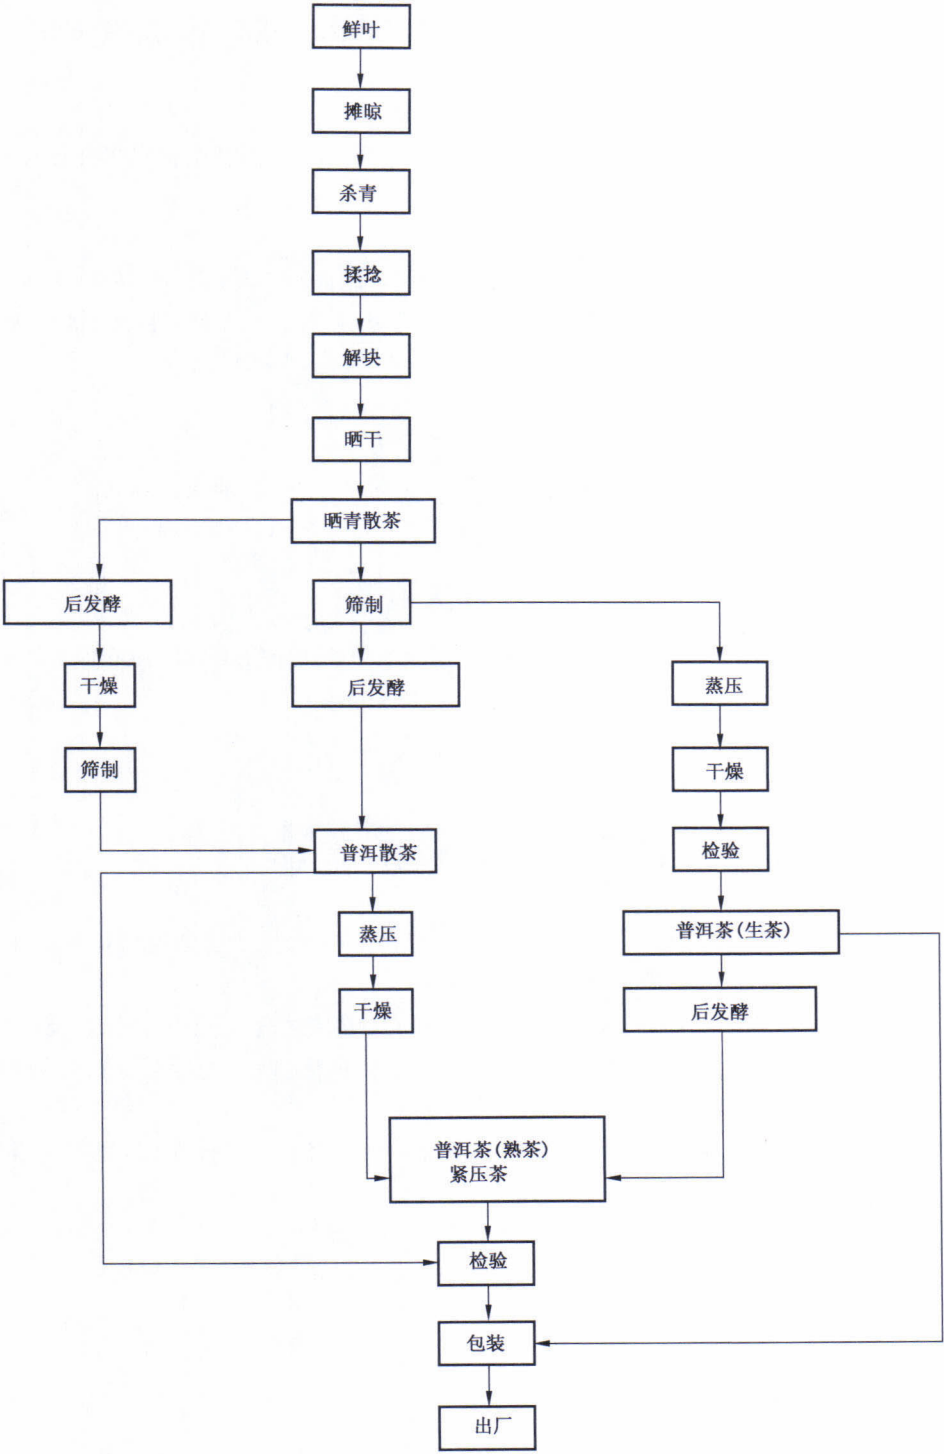 鲜叶
摊晾
杀青
揉捻
解块
晒干
晒青散茶
后发酵
筛制
干燥
后发酵
蒸压
筛制
干燥
普洱散茶
检验
蒸压
普洱茶(生茶)
干燥
后发酵
普洱茶(熟茶)
紧压茶
检验
包装
出厂